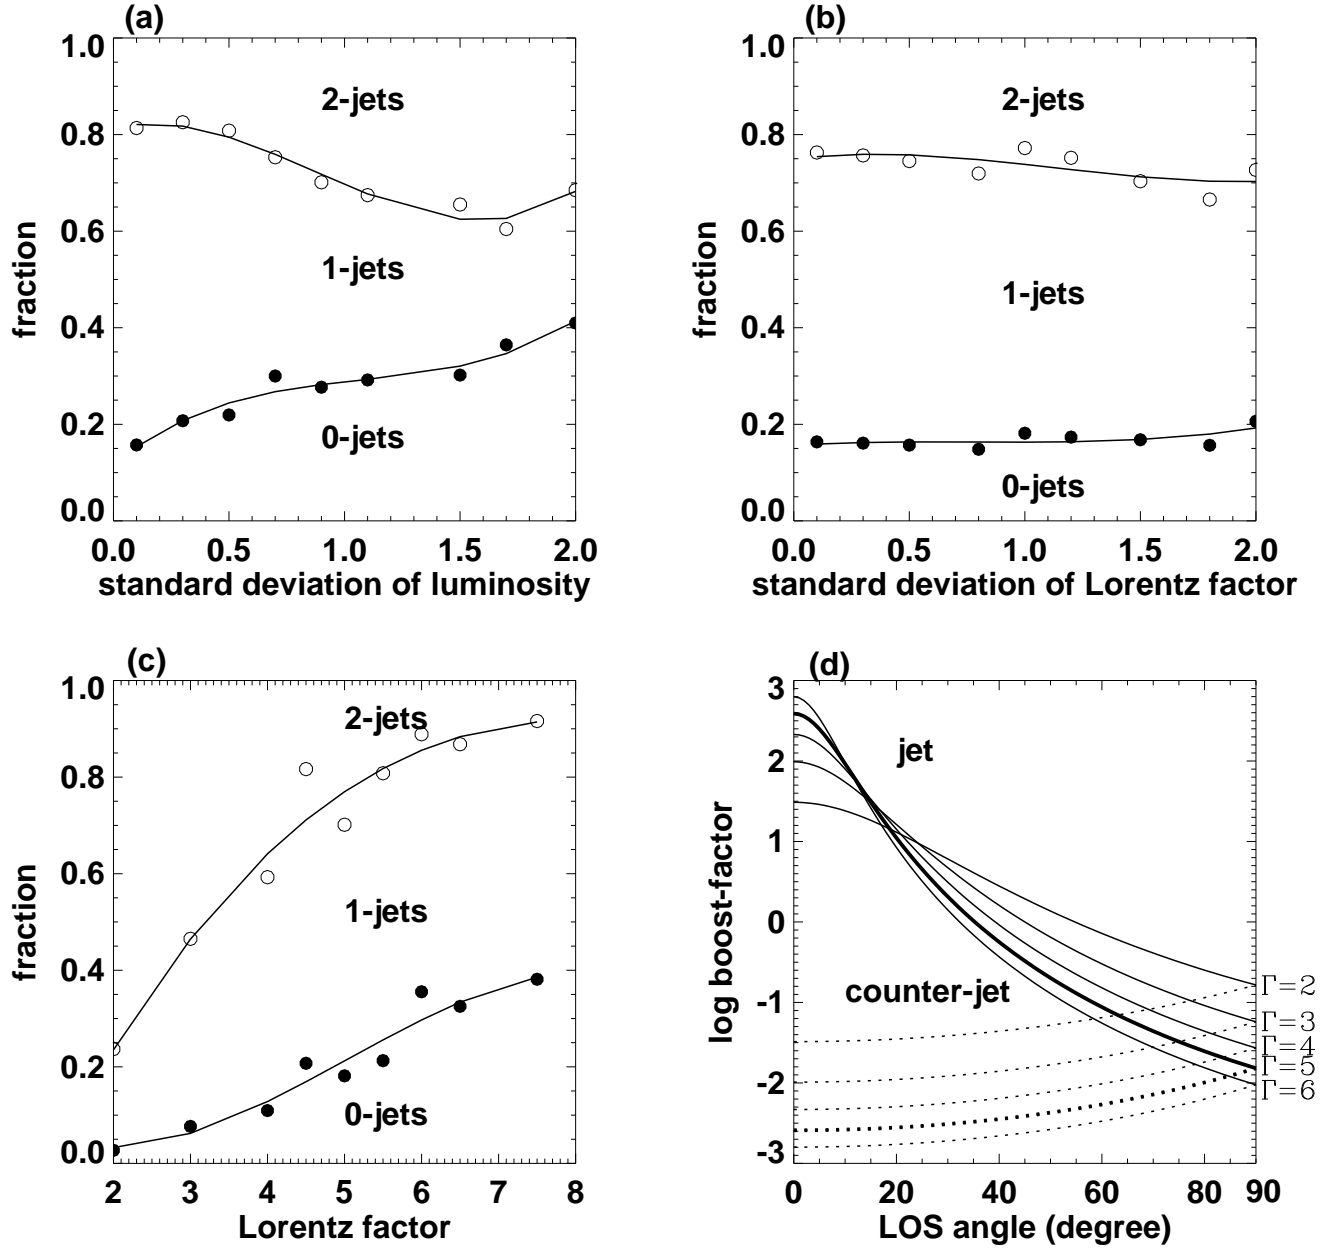 (a)
1.0
0.8
0.6
0.4
0.2
0.0
fraction
2-jets
1-jets
0-jets
0.0 0.5 1.0 1.5 2.0
standard deviation of luminosity
(b)
1.0
0.8
0.6
0.4
0.2
0.0
fraction
2-jets
1-jets
0-jets
0.0 0.5 1.0 1.5 2.0
standard deviation of Lorentz factor
(c)
1.0
0.8
0.6
0.4
0.2
0.0
fraction
2-jets
1-jets
0-jets
2 3 4 5 6 7 8
Lorentz factor
(d)
3
2
1
0
-1
-2
-3
log boost-factor
jet
counter-jet
Γ=2
Γ=3
Γ=4
Γ=5
Γ=6
0 20 40 60 80 90
LOS angle (degree)